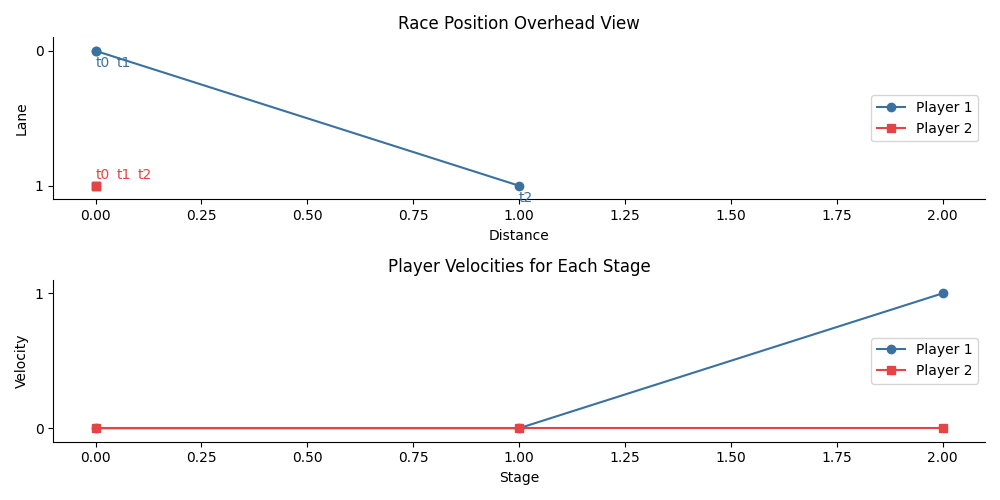 Race Position Overhead View
Lane
0
1
t0 t1
t0 t1 t2
t2
Player 1
Player 2
0.00 0.25 0.50 0.75 1.00 1.25 1.50 1.75 2.00
Distance
Player Velocities for Each Stage
Velocity
1
0
Player 1
Player 2
0.00 0.25 0.50 0.75 1.00 1.25 1.50 1.75 2.00
Stage